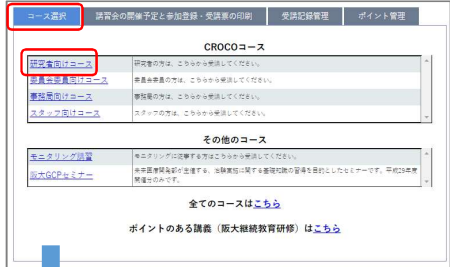 コース選択
講習会の開催予定と参加登録・受講票の印刷
受講記録管理
ポイント管理
CROCOコース
研究者向けコース
研究者の方は、こちらから受講してください。
委員会委員向けコース
委員会委員の方は、こちらから受講してください。
事務局向けコース
事務局の方は、こちらから受講してください。
スタッフ向けコース
スタッフの方は、こちらから受講してください。
その他のコース
モニタリング講習
モニタリングに従事する方はこちらから受講してください。
阪大GCPセミナー
未来医療開発部が主催する、治験実施に関する基礎知識の習得を目的としたセミナーです。平成29年度
開催分のみです。
全てのコースはこちら
ポイントのある講義（阪大継続教育研修）はこちら